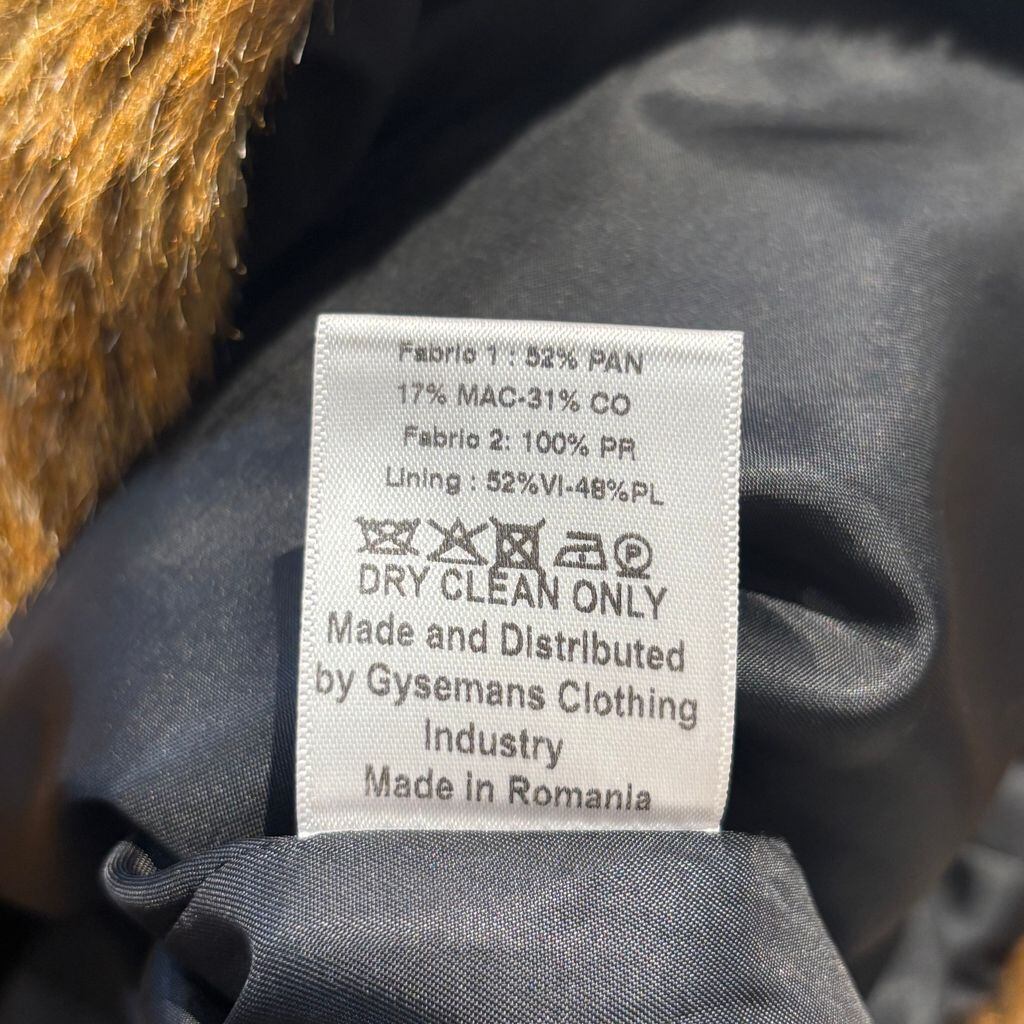 Fabric 1 : 52% PAN
17% MAC-31% CO
Fabric 2: 100% PR
Lining : 52%VI-48%PL
P
DRY CLEAN ONLY
Made and Distributed
by Gysemans Clothing
Industry
Made in Romania